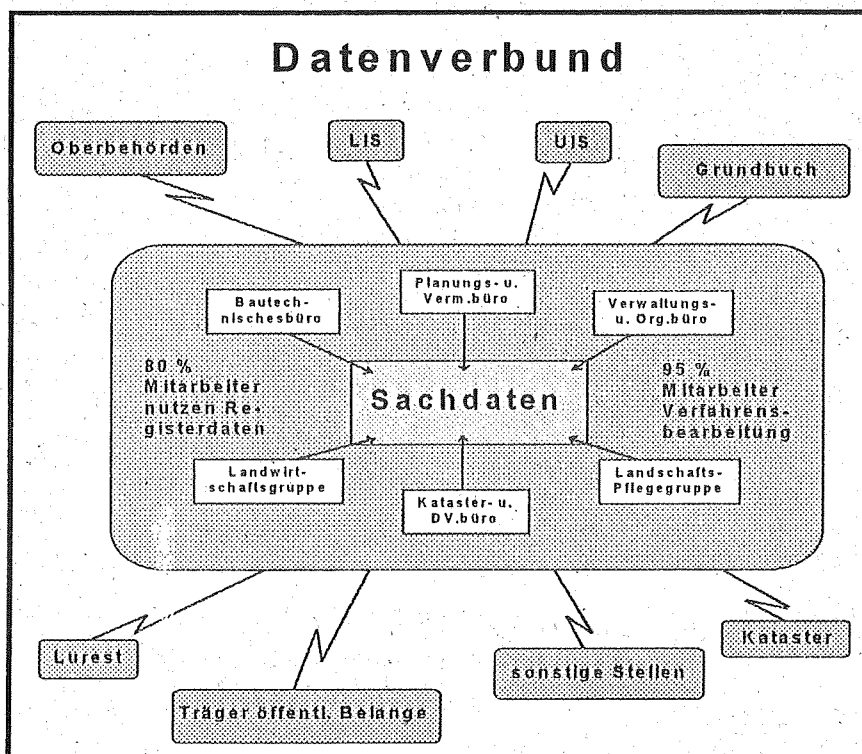 Datenverbund
Oberbehörden
LIS
UIS
Grundbuch
Bautech-
nischesbüro
Planungs- u.
Verm.büro
Verwaltungs-
u. Org.büro
80 %
Mitarbeiter
nutzen Re-
gisterdaten
Sachdaten
95 %
Mitarbeiter
Verfahrens-
bearbeitung
Landwirt-
schaftsgruppe
Kataster- u.
DV.büro
Landschafts-
Pflegegruppe
Lurest
Träger öffentl. Belange
sonstige Stellen
Kataster